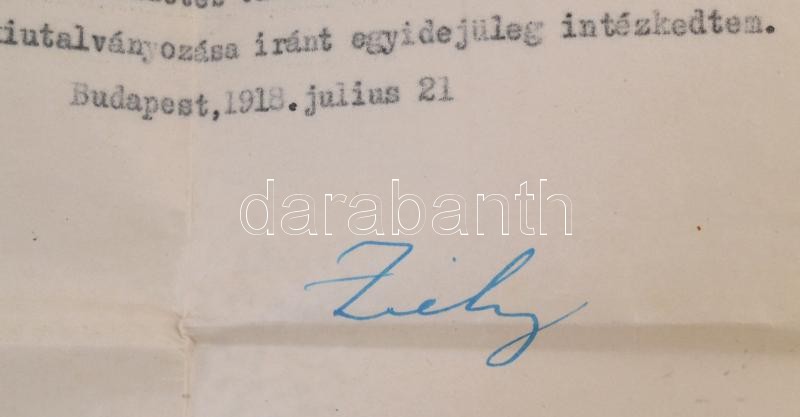 iutalványozása iránt egyidejüleg intézkedtem.
Budapest,1918.julius 21
darabanth
Zichy